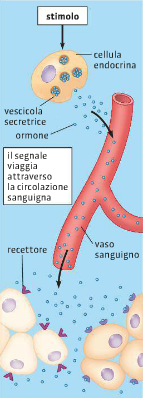 stimolo
cellula
endocrina
vescicola
secretrice
ormone
il segnale
viaggia
attraverso
la circolazione
sanguigna
vaso
sanguigno
recettore